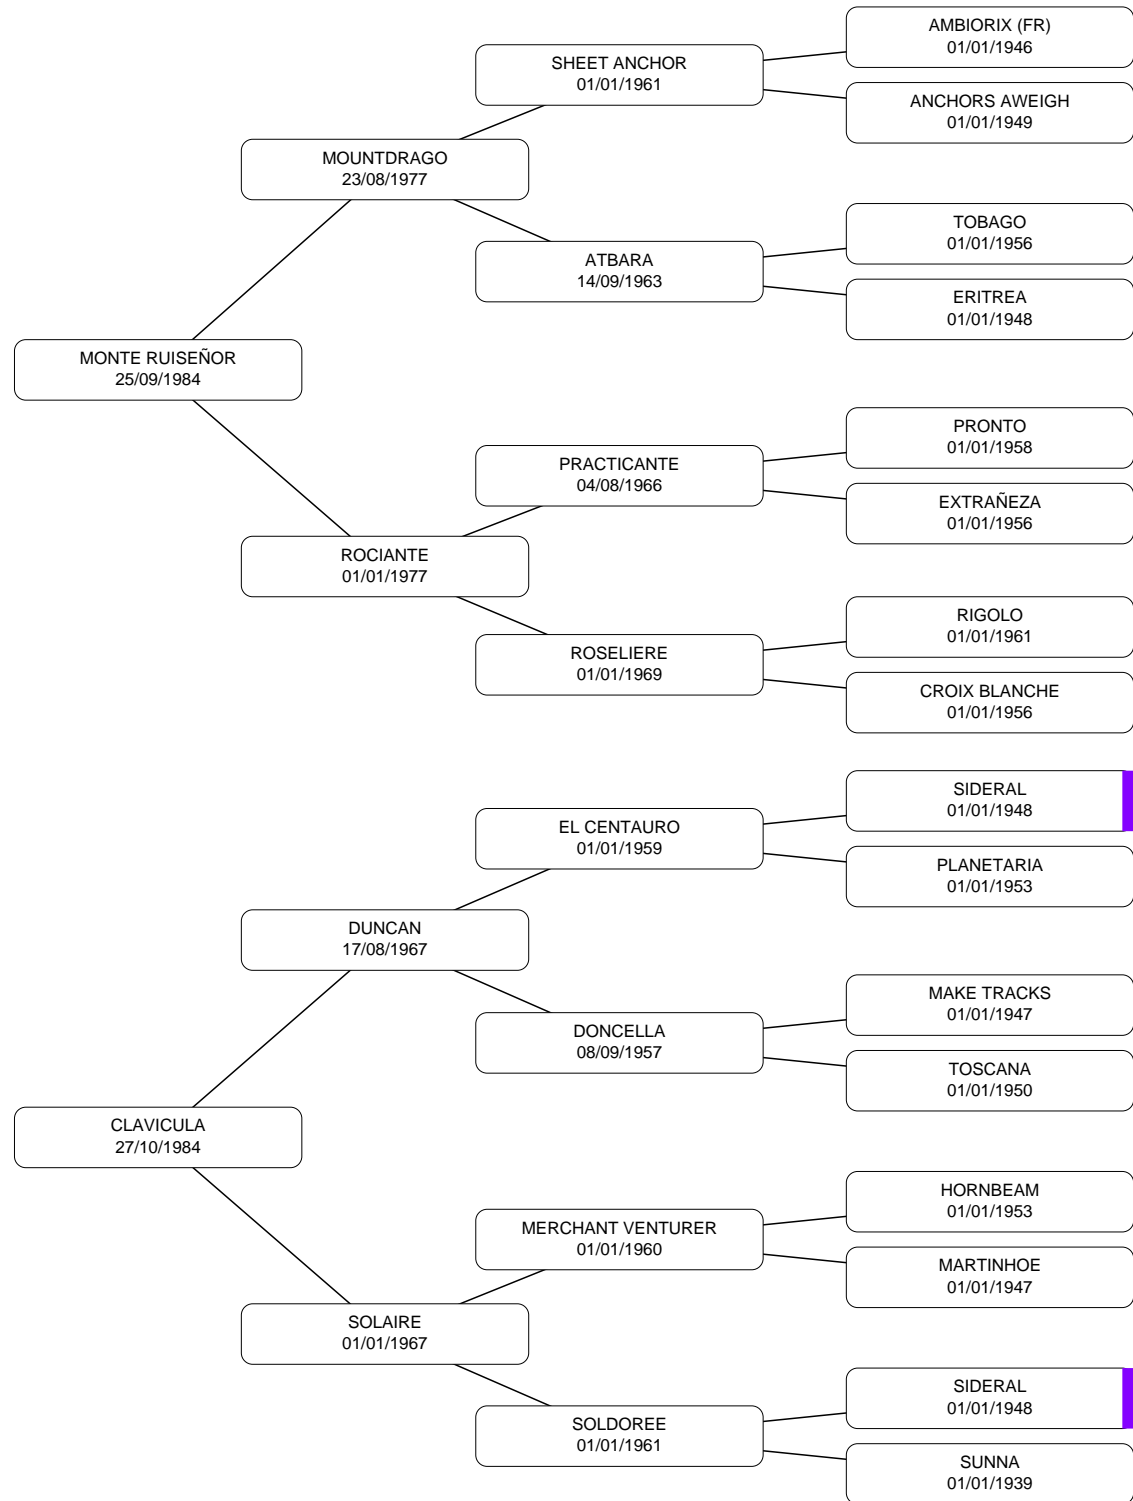 AMBIORIX (FR)
01/01/1946
SHEET ANCHOR
01/01/1961
ANCHORS AWEIGH
01/01/1949
MOUNTDRAGO
23/08/1977
TOBAGO
01/01/1956
ATBARA
14/09/1963
ERITREA
01/01/1948
MONTE RUISEÑOR
25/09/1984
PRONTO
01/01/1958
PRACTICANTE
04/08/1966
EXTRAÑEZA
01/01/1956
ROCIANTE
01/01/1977
RIGOLO
01/01/1961
ROSELIERE
01/01/1969
CROIX BLANCHE
01/01/1956
SIDERAL
01/01/1948
EL CENTAURO
01/01/1959
PLANETARIA
01/01/1953
DUNCAN
17/08/1967
MAKE TRACKS
01/01/1947
DONCELLA
08/09/1957
TOSCANA
01/01/1950
CLAVICULA
27/10/1984
HORNBEAM
01/01/1953
MERCHANT VENTURER
01/01/1960
MARTINHOE
01/01/1947
SOLAIRE
01/01/1967
SIDERAL
01/01/1948
SOLDOREE
01/01/1961
SUNNA
01/01/1939